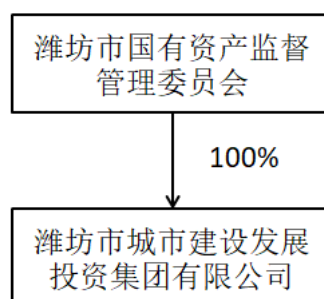 潍坊市国有资产监督
管理委员会
100%
潍坊市城市建设发展
投资集团有限公司